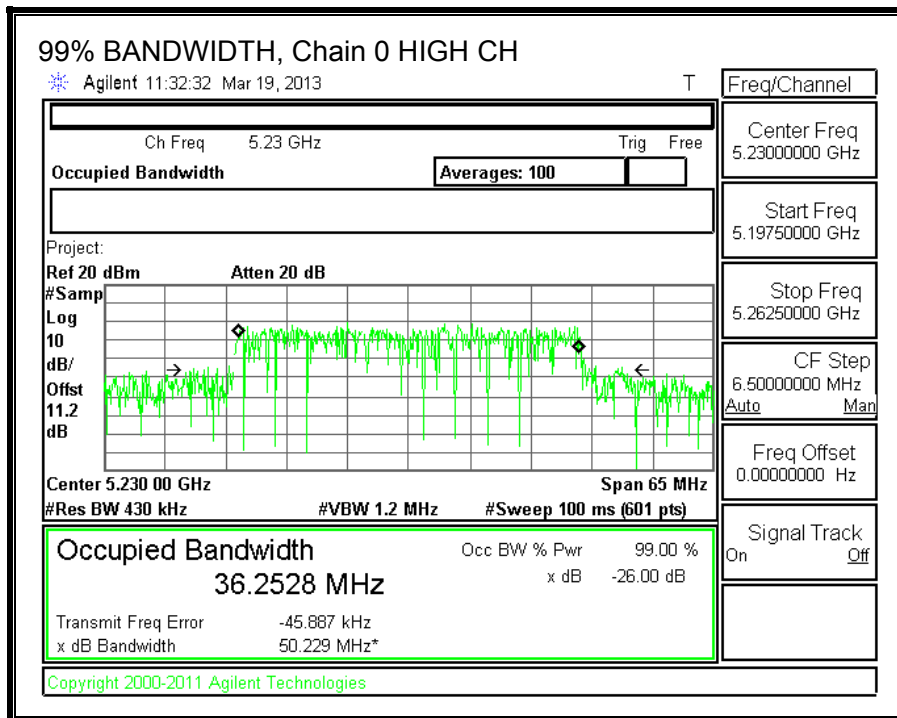 99% BANDWIDTH, Chain 0 HIGH CH
Agilent 11:32:32 Mar 19, 2013 T
Freq/Channel
Ch Freq 5.23 GHz Trig Free
Occupied Bandwidth Averages: 100
Project:
Ref 20 dBm Atten 20 dB
#Samp
Log
10
dB/
Offst
11.2
dB
Center 5.230 00 GHz Span 65 MHz
#Res BW 430 kHz #VBW 1.2 MHz #Sweep 100 ms (601 pts)
Occupied Bandwidth Occ BW % Pwr 99.00 %
36.2528 MHz x dB -26.00 dB
Transmit Freq Error -45.887 kHz
x dB Bandwidth 50.229 MHz*
Copyright 2000-2011 Agilent Technologies
Center Freq
5.23000000 GHz
Start Freq
5.19750000 GHz
Stop Freq
5.26250000 GHz
CF Step
6.50000000 MHz
Auto Man
Freq Offset
0.00000000 Hz
Signal Track
On Off